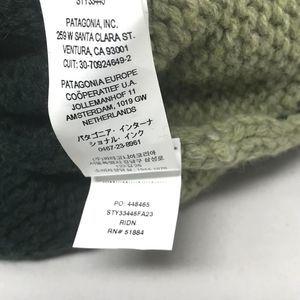 STY33445
PATAGONIA, INC.
259 W SANTA CLARA ST.
VENTURA, CA 93001
CUIT: 30-70924649-2
PATAGONIA EUROPE
COÖPERATIEF U.A.
JOLLEMANHOF 11
AMSTERDAM, 1019 GW
NETHERLANDS
パタゴニア・インターナ
ショナル・インク
0467-23-8961
PO: 448465
STY33445FA23
RIDN
RN# 51884